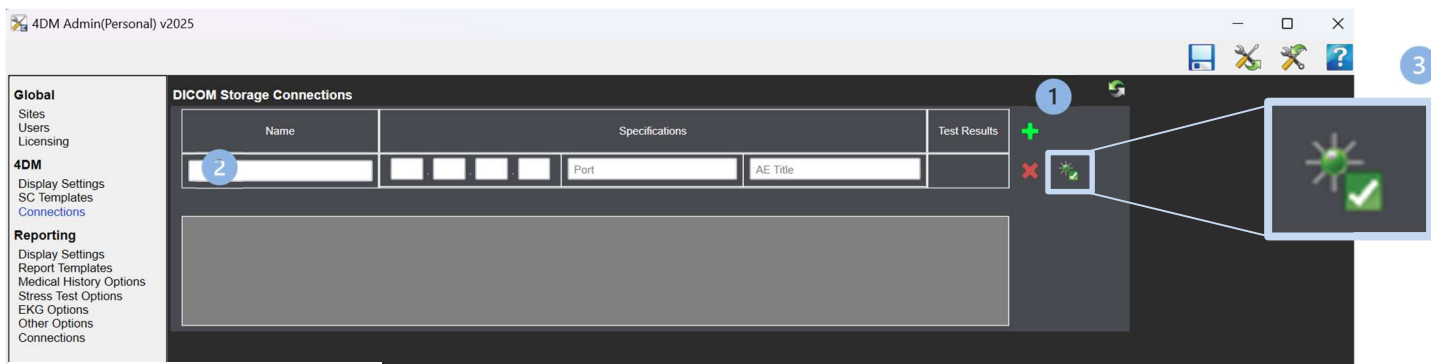 4DM Admin(Personal) v2025
3
Global
Sites
Users
Licensing
4DM
Display Settings
SC Templates
Connections
Reporting
Display Settings
Report Templates
Medical History Options
Stress Test Options
EKG Options
Other Options
Connections
DICOM Storage Connections
1
Name
Specifications
Test Results
2
. . .
Port
AE Title